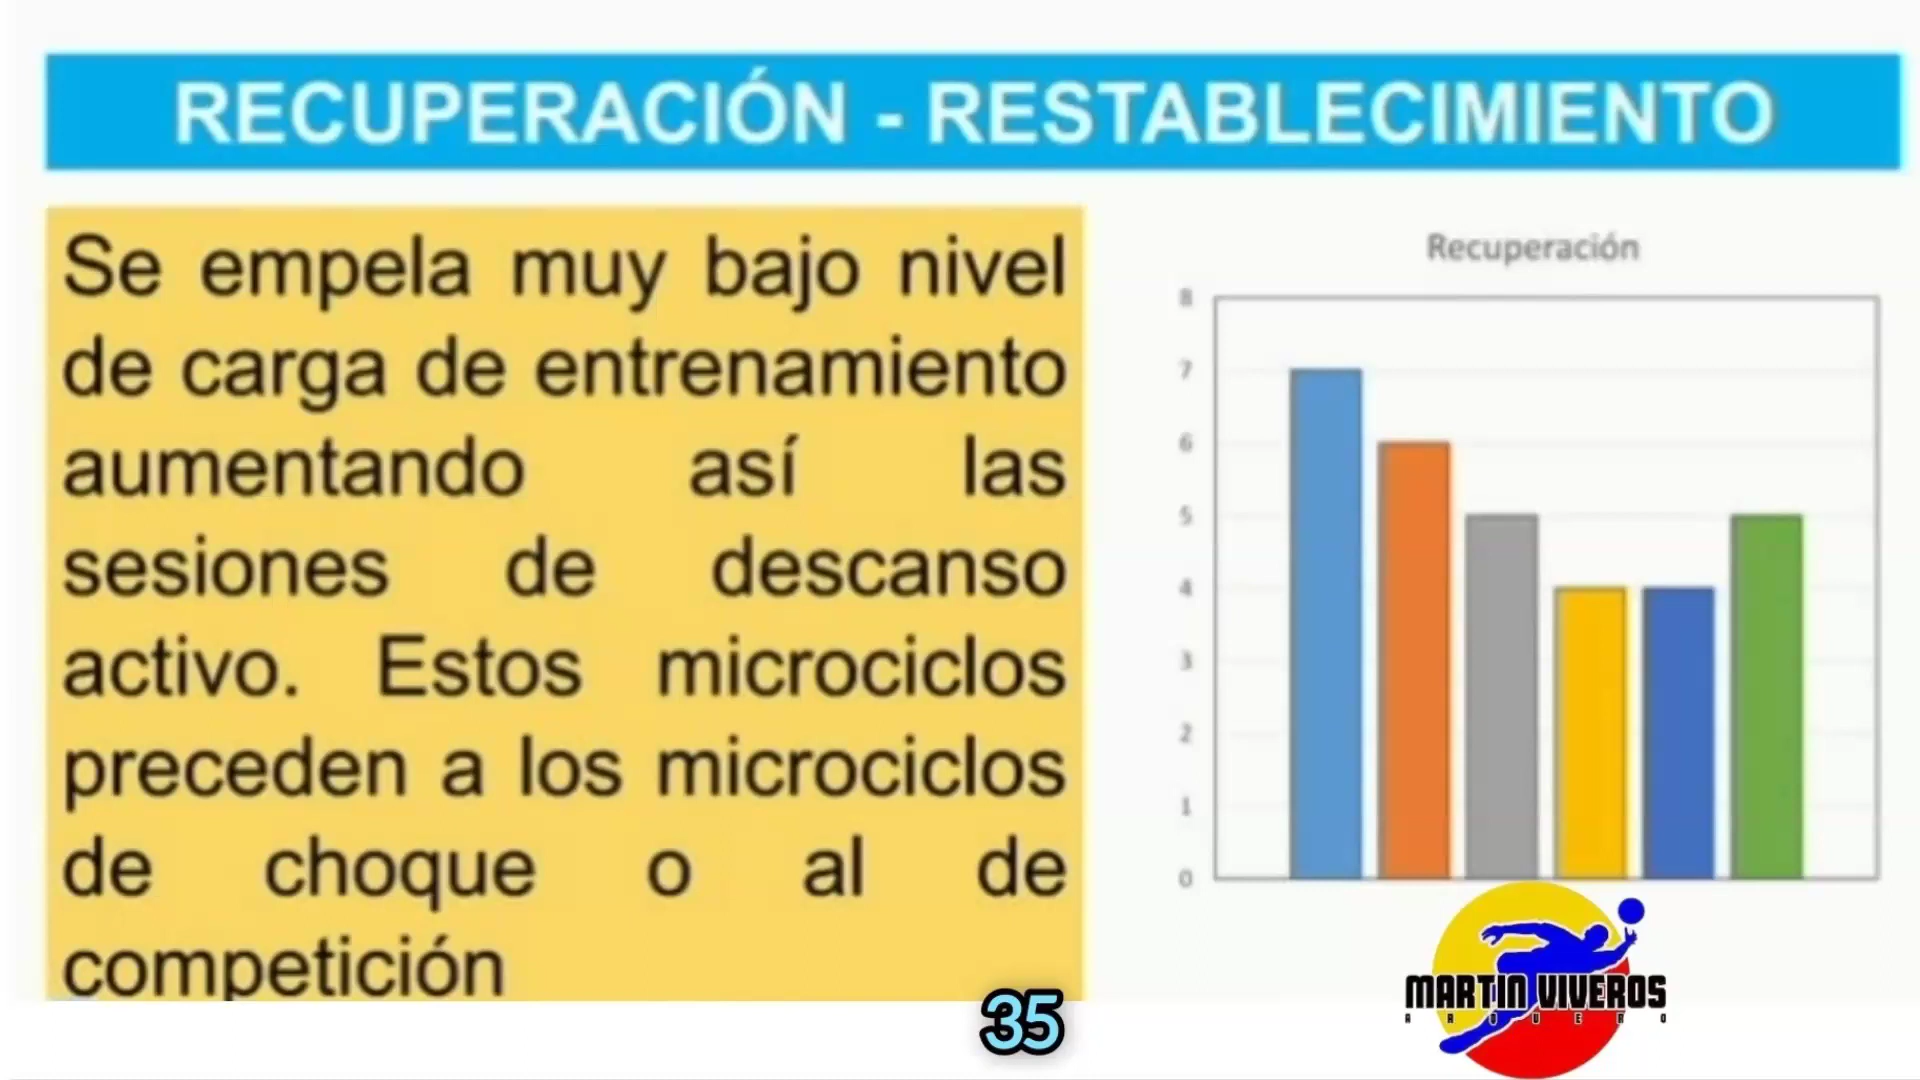 RECUPERACIÓN - RESTABLECIMIENTO
Se empela muy bajo nivel
de carga de entrenamiento
aumentando así las
sesiones de descanso
activo. Estos microciclos
preceden a los microciclos
de choque o al de
competición
Recuperación
8
7
6
5
4
3
2
1
0
35
MARTIN VIVEROS
ARQUERO